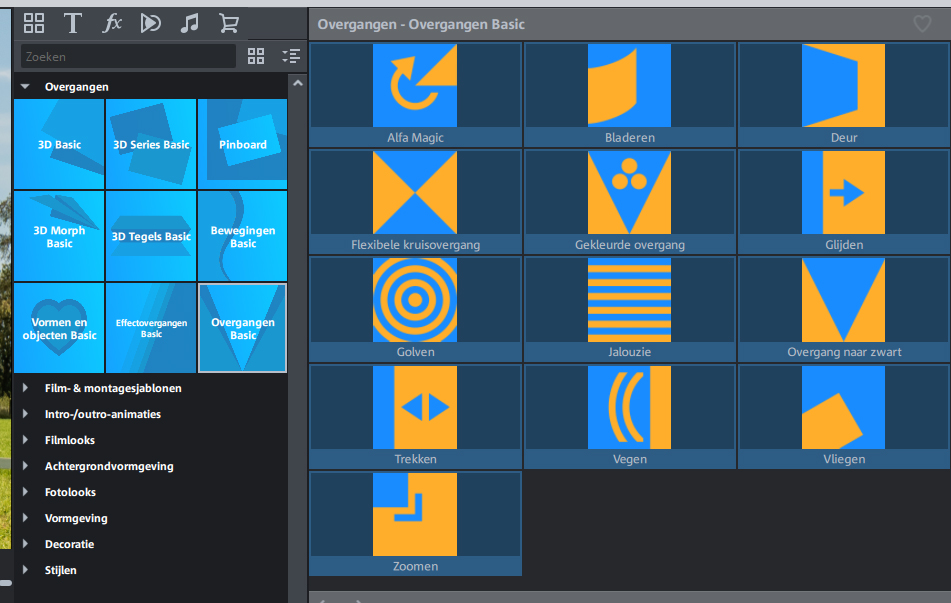 T
fx
Overgangen - Overgangen Basic
Zoeken
Overgangen
3D Basic
3D Series Basic
Pinboard
3D Morph
Basic
3D Tegels Basic
Bewegingen
Basic
Vormen en
objecten Basic
Effectovergangen
Basic
Overgangen
Basic
Film- & montagesjablonen
Intro-/outro-animaties
Filmlooks
Achtergrondvormgeving
Fotolooks
Vormgeving
Decoratie
Stijlen
Alfa Magic
Bladeren
Deur
Flexibele kruisovergang
Gekleurde overgang
Glijden
Golven
Jalouzie
Overgang naar zwart
Trekken
Vegen
Vliegen
Zoomen